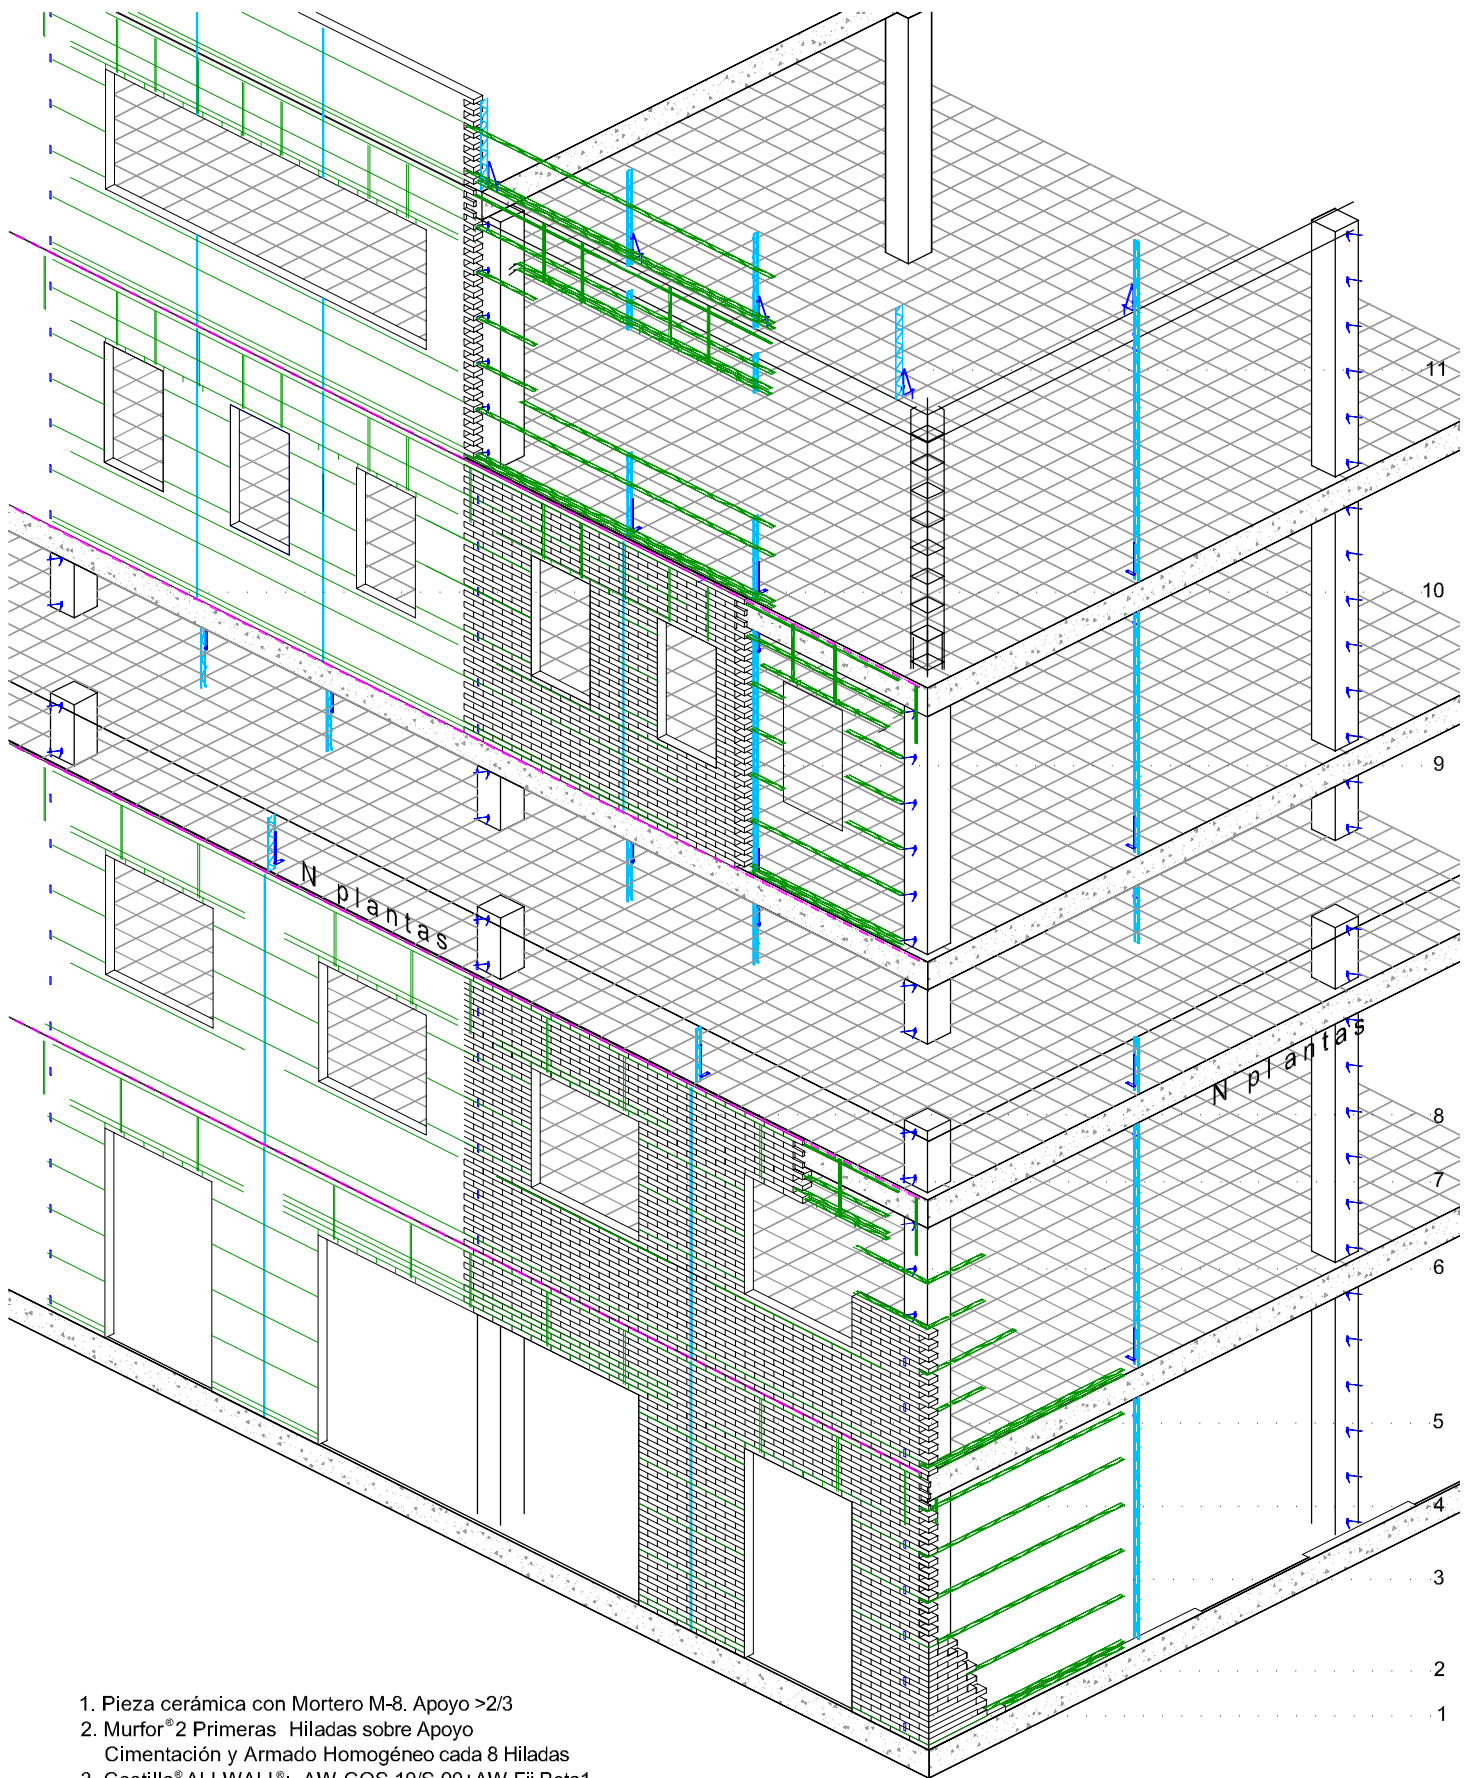 11
10
9
N plantas
N plantas
8
7
6
5
4
3
2
1
1. Pieza cerámica con Mortero M-8. Apoyo >2/3
2. Murfor®2 Primeras Hiladas sobre Apoyo
Cimentación y Armado Homogéneo cada 8 Hiladas